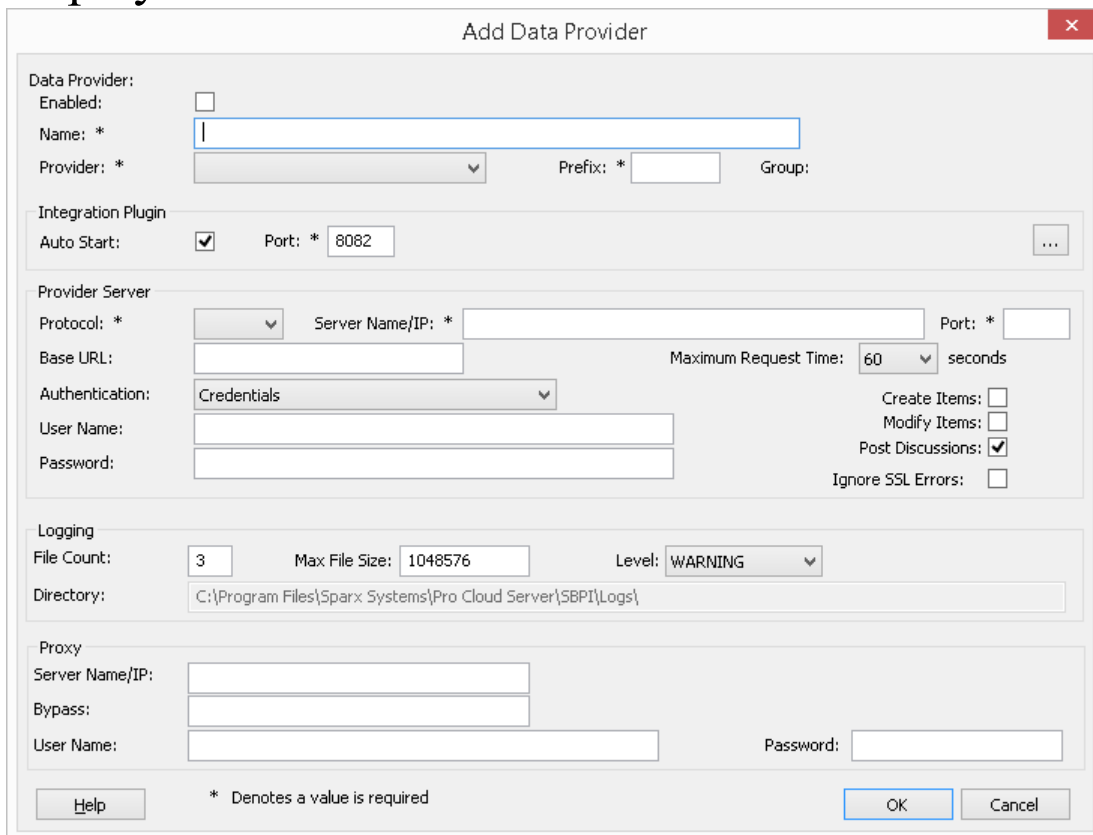 Add Data Provider
Data Provider:
Enabled:
Name: *
Provider: * Prefix: * Group:
Integration Plugin
Auto Start: Port: * 8082 ...
Provider Server
Protocol: * Server Name/IP: * Port: *
Base URL: Maximum Request Time: 60 seconds
Authentication: Credentials Create Items:
User Name: Modify Items:
Post Discussions:
Password:
Ignore SSL Errors:
Logging
File Count: 3 Max File Size: 1048576 Level: WARNING
Directory: C:\Program Files\Sparx Systems\Pro Cloud Server\SBPI\Logs\
Proxy
Server Name/IP:
Bypass:
User Name: Password:
Help * Denotes a value is required OK Cancel